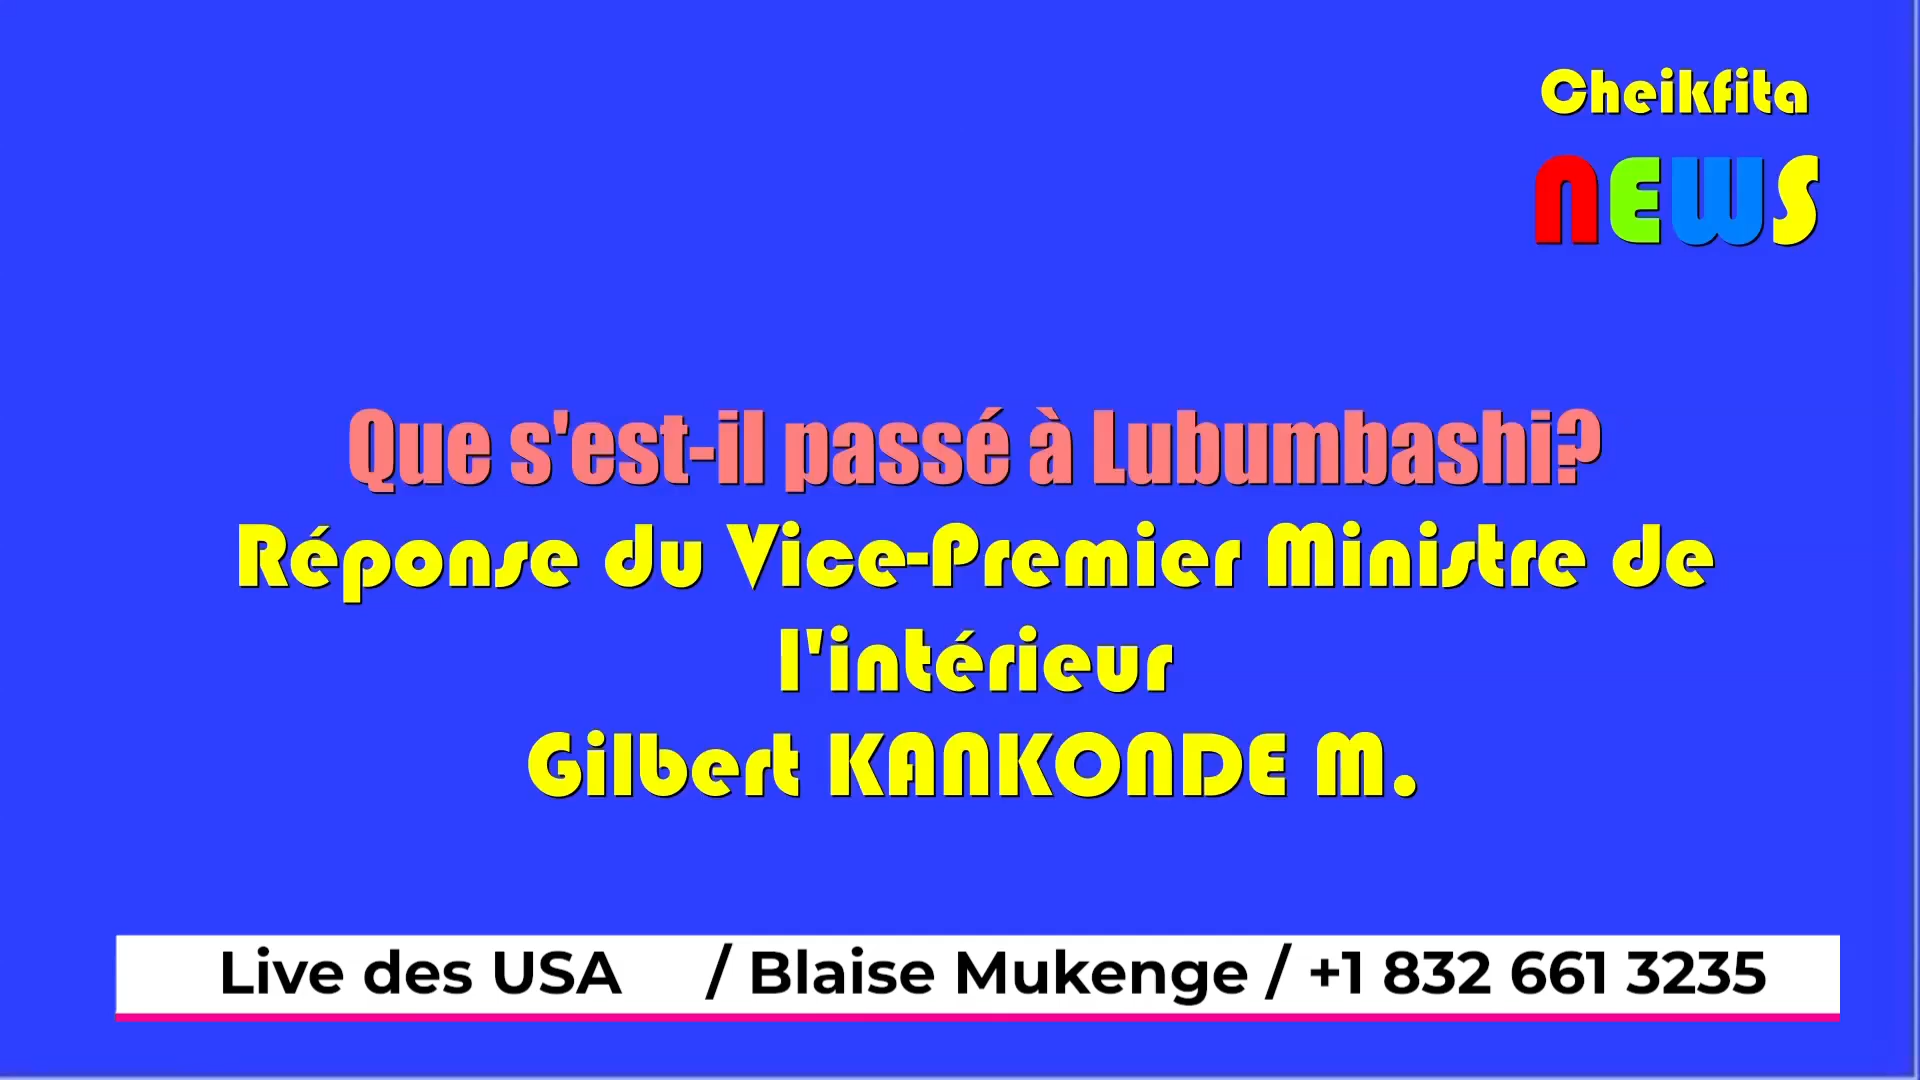 Cheikfita
NEWS
Que s'est-il passé à Lubumbashi?
Réponse du Vice-Premier Ministre de
l'intérieur
Gilbert KANKONDE M.
Live des USA / Blaise Mukenge / +1 832 661 3235